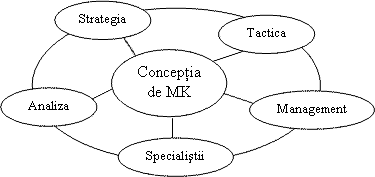 Strategia
Tactica
Concepția
de MK
Analiza
Management
Specialiștii